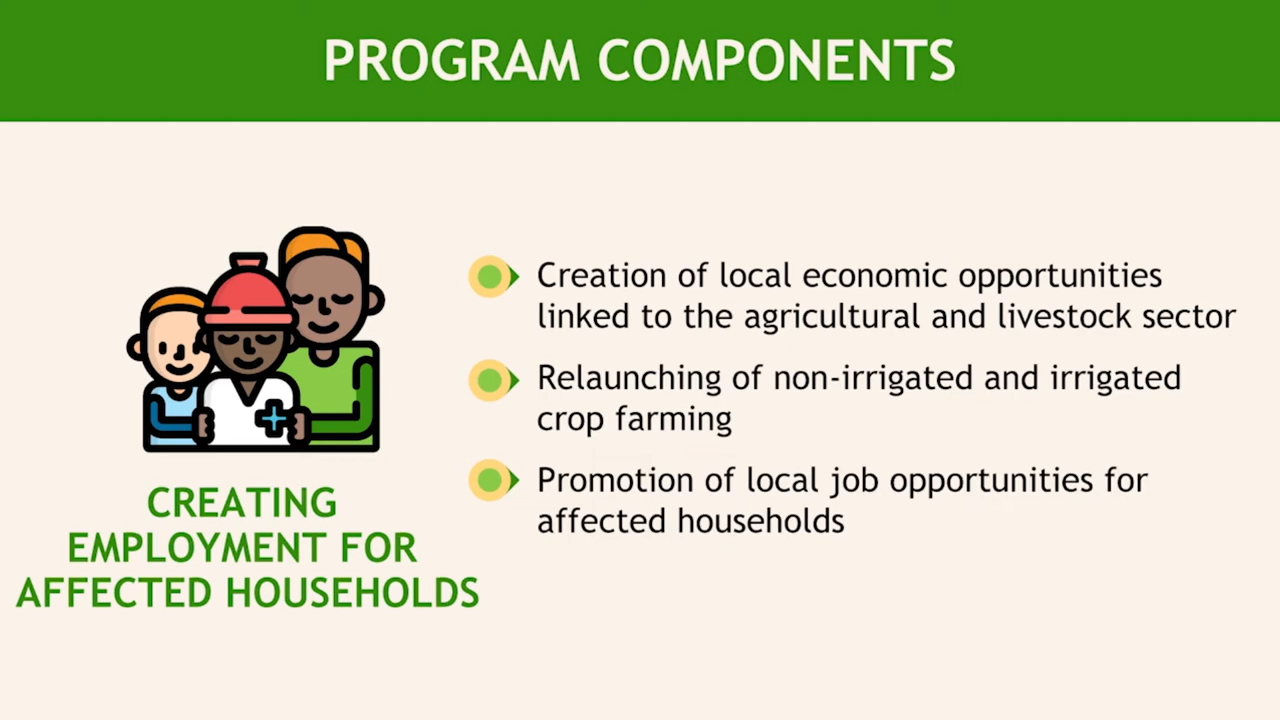 PROGRAM COMPONENTS
CREATING
EMPLOYMENT FOR
AFFECTED HOUSEHOLDS
Creation of local economic opportunities
linked to the agricultural and livestock sector
Relaunching of non-irrigated and irrigated
crop farming
Promotion of local job opportunities for
affected households